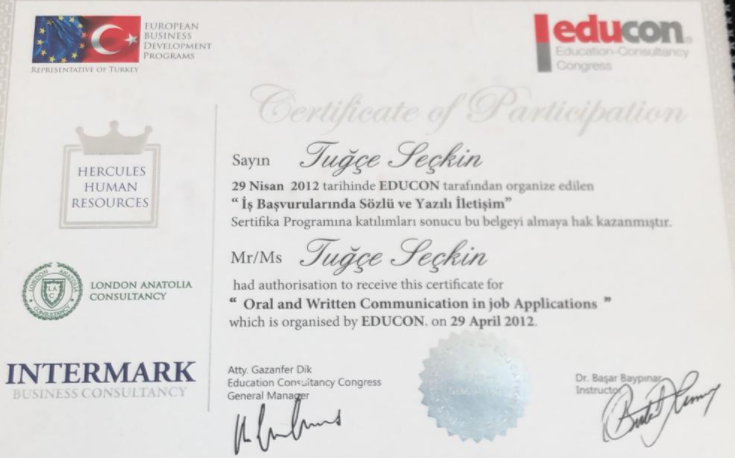 EUROPEAN
BUSINESS
DEVELOPMENT
PROGRAMS
REPRESENTATIVE OF TURKEY
educon
Education-Consultancy
Congress
Certificate of Participation
HERCULES
HUMAN
RESOURCES
LONDON ANATOLIA
CONSULTANCY
INTERMARK
BUSINESS CONSULTANCY
Sayın Tuğçe Seçkin
29 Nisan 2012 tarihinde EDUCON tarafından organize edilen
“ İş Başvurularında Sözlü ve Yazılı İletişim”
Sertifika Programına katılımları sonucu bu belgeyi almaya hak kazanmıştır.
Mr/Ms Tuğçe Seçkin
had authorisation to receive this certificate for
“ Oral and Written Communication in job Applications ”
which is organised by EDUCON. on 29 April 2012.
Atty. Gazanfer Dik
Education Consultancy Congress
General Manager
Dr. Başar Baypınar
Instructor